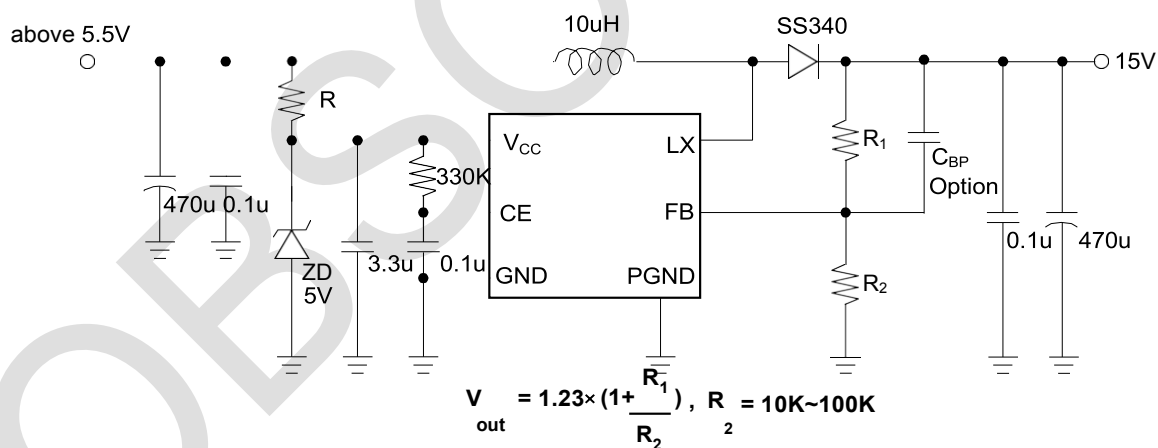 above 5.5V
10uH
SS340
15V
R
VCC
LX
R1
CBP
Option
330K
CE
FB
470u
0.1u
ZD
5V
3.3u
0.1u
GND
PGND
R2
0.1u
470u
Vout = 1.23×(1+R1/R2), R2 = 10K~100K
OBSO